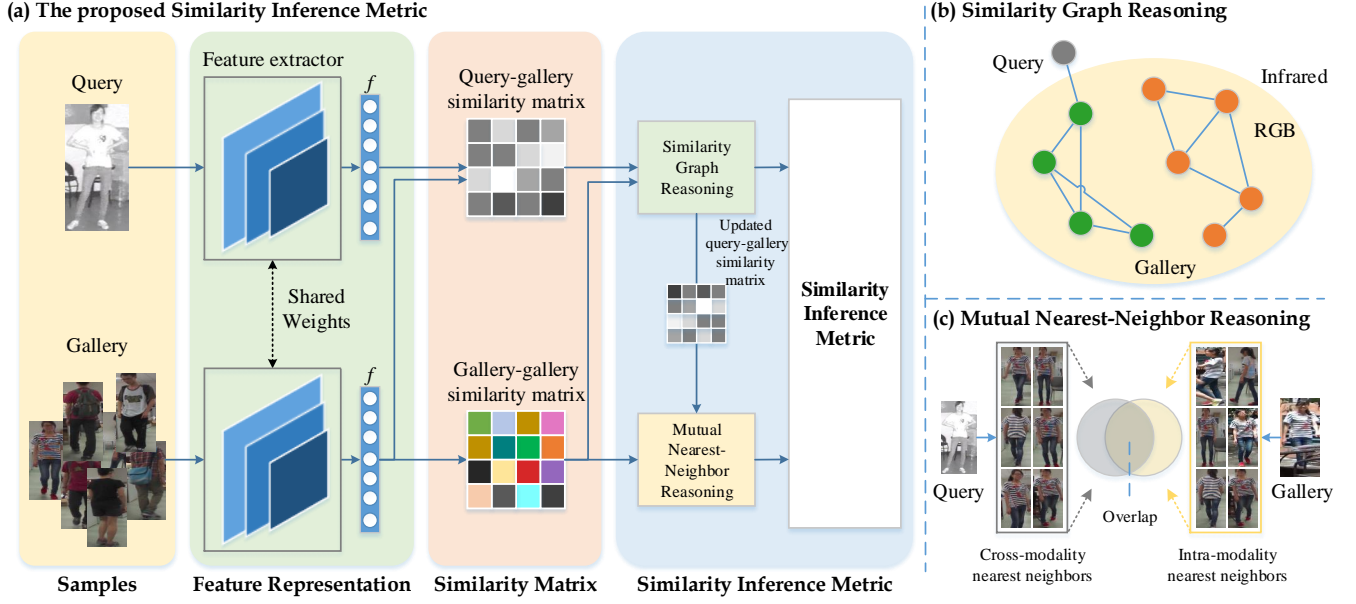 (a) The proposed Similarity Inference Metric
Query
Gallery
Samples
Feature extractor
f
Shared
Weights
f
Feature Representation
Query-gallery
similarity matrix
Gallery-gallery
similarity matrix
Similarity Matrix
Similarity
Graph
Reasoning
Updated
query-gallery
similarity
matrix
Mutual
Nearest-
Neighbor
Reasoning
Similarity
Inference
Metric
Similarity Inference Metric
(b) Similarity Graph Reasoning
Query
Infrared
RGB
Gallery
(c) Mutual Nearest-Neighbor Reasoning
Query
Overlap
Gallery
Cross-modality
nearest neighbors
Intra-modality
nearest neighbors